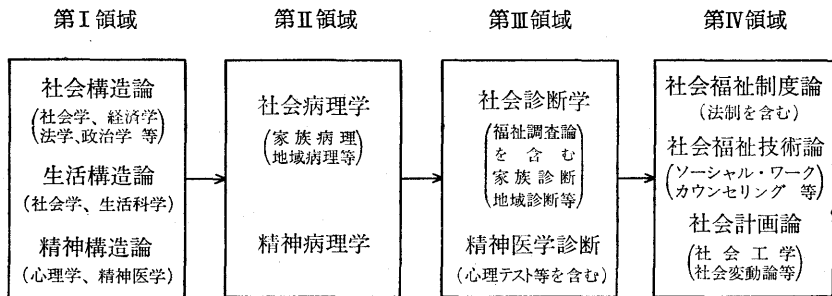 第Ⅰ領域
第Ⅱ領域
第Ⅲ領域
第Ⅳ領域
社会構造論
(社会学、経済学
法学、政治学 等)
生活構造論
(社会学、生活科学)
精神構造論
(心理学、精神医学)
社会病理学
(家族病理
地域病理等)
精神病理学
社会診断学
(福祉調査論
を含む
家族診断
地域診断等)
精神医学診断
(心理テスト等を含む)
社会福祉制度論
(法制を含む)
社会福祉技術論
(ソーシャル・ワーク
カウンセリング 等)
社会計画論
(社会工学
社会変動論等)